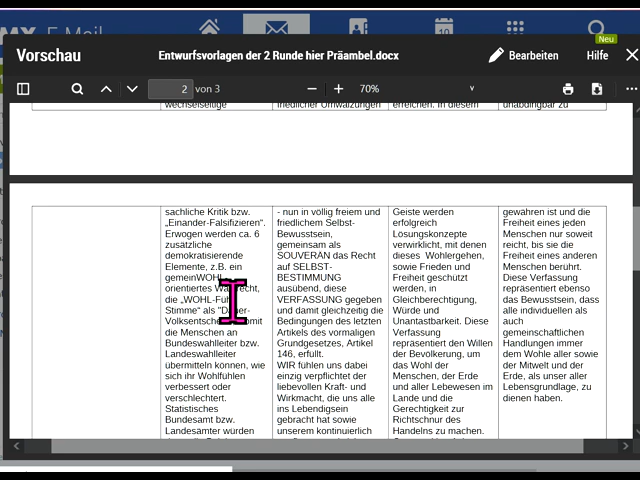 E-Mail
Neu
Vorschau
Entwurfsvorlagen der 2 Runde hier Präambel.docx
Bearbeiten
Hilfe
2 von 3
70%
wechselseitige
friedlicher Umwälzungen
erreichen. In diesem
unabdingbar zu
sachliche Kritik bzw.
„Einander-Falsifizieren“.
Erwogen werden ca. 6
zusätzliche
demokratisierende
Elemente, z.B. ein
gemeinWOHL-
orientiertes
die „WOHL-
Stimme“ als
die Menschen an
Bundeswahlleiter bzw.
Landeswahlleiter
übermitteln können, wie
sich ihr Wohlfühlen
verbessert oder
verschlechtert.
Statistisches
Bundesamt bzw.
Landesämter würden
- nun in völlig freiem und
friedlichem Selbst-
Bewusstsein,
gemeinsam als
SOUVERÄN das Recht
auf SELBST-
BESTIMMUNG
ausübend, diese
VERFASSUNG gegeben
und damit gleichzeitig die
Bedingungen des letzten
Artikels des vormaligen
Grundgesetzes, Artikel
146, erfüllt.
WIR fühlen uns dabei
einzig verpflichtet der
liebevollen Kraft- und
Wirkmacht, die uns alle
ins Lebendigsein
gebracht hat sowie
unserem kontinuierlich
Geiste werden
erfolgreich
Lösungskonzepte
verwirklicht, mit denen
dieses Wohlergehen,
sowie Frieden und
Freiheit geschützt
werden, in
Gleichberechtigung,
Würde und
Unantastbarkeit. Diese
Verfassung
repräsentiert den Willen
der Bevölkerung, um
das Wohl der
Menschen, der Erde
und aller Lebewesen im
Lande und die
Gerechtigkeit zur
Richtschnur des
Handelns zu machen.
gewähren ist und die
Freiheit eines jeden
Menschen nur soweit
reicht, bis sie die
Freiheit eines anderen
Menschen berührt.
Diese Verfassung
repräsentiert ebenso
das Bewusstsein, dass
alle individuellen als
auch
gemeinschaftlichen
Handlungen immer
dem Wohle aller sowie
der Mitwelt und der
Erde, als unser aller
Lebensgrundlage, zu
dienen haben.